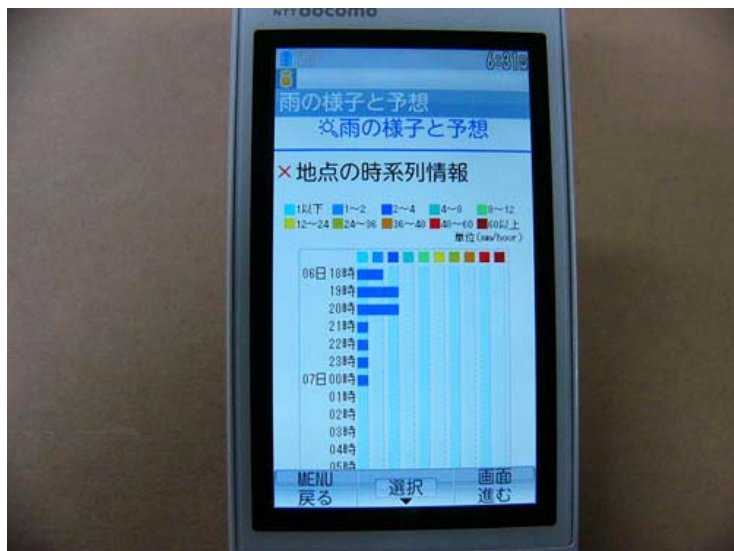 NTT docomo
6:31
雨の様子と予想
雨の様子と予想
×地点の時系列情報
1以下 1～2 2～4 4～8 8～12
12～24 24～36 36～48 48～60 60以上
単位(mm/hour)
06日18時
19時
20時
21時
22時
23時
07日00時
01時
02時
03時
04時
05時
MENU 画面
戻る 選択 進む